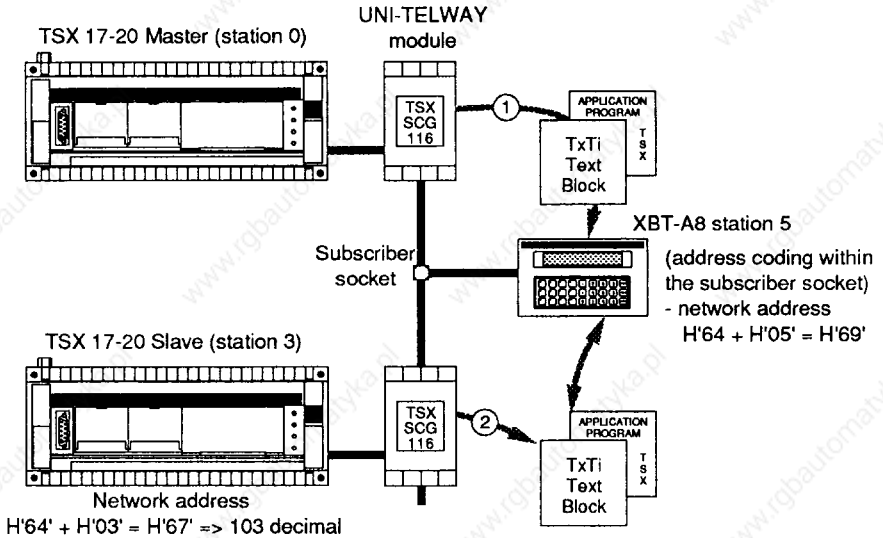 UNI-TELWAY
module
TSX 17-20 Master (station 0)
TSX
SCG
116
1
APPLICATION
PROGRAM
T
S
X
TxTi
Text
Block
XBT-A8 station 5
(address coding within
the subscriber socket)
- network address
H'64 + H'05' = H'69'
Subscriber
socket
TSX 17-20 Slave (station 3)
TSX
SCG
116
2
APPLICATION
PROGRAM
T
S
X
TxTi
Text
Block
Network address
H'64' + H'03' = H'67' => 103 decimal
www.rgbautomatyka.pl